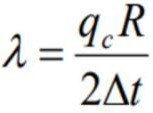 λ = q_c R / 2Δt